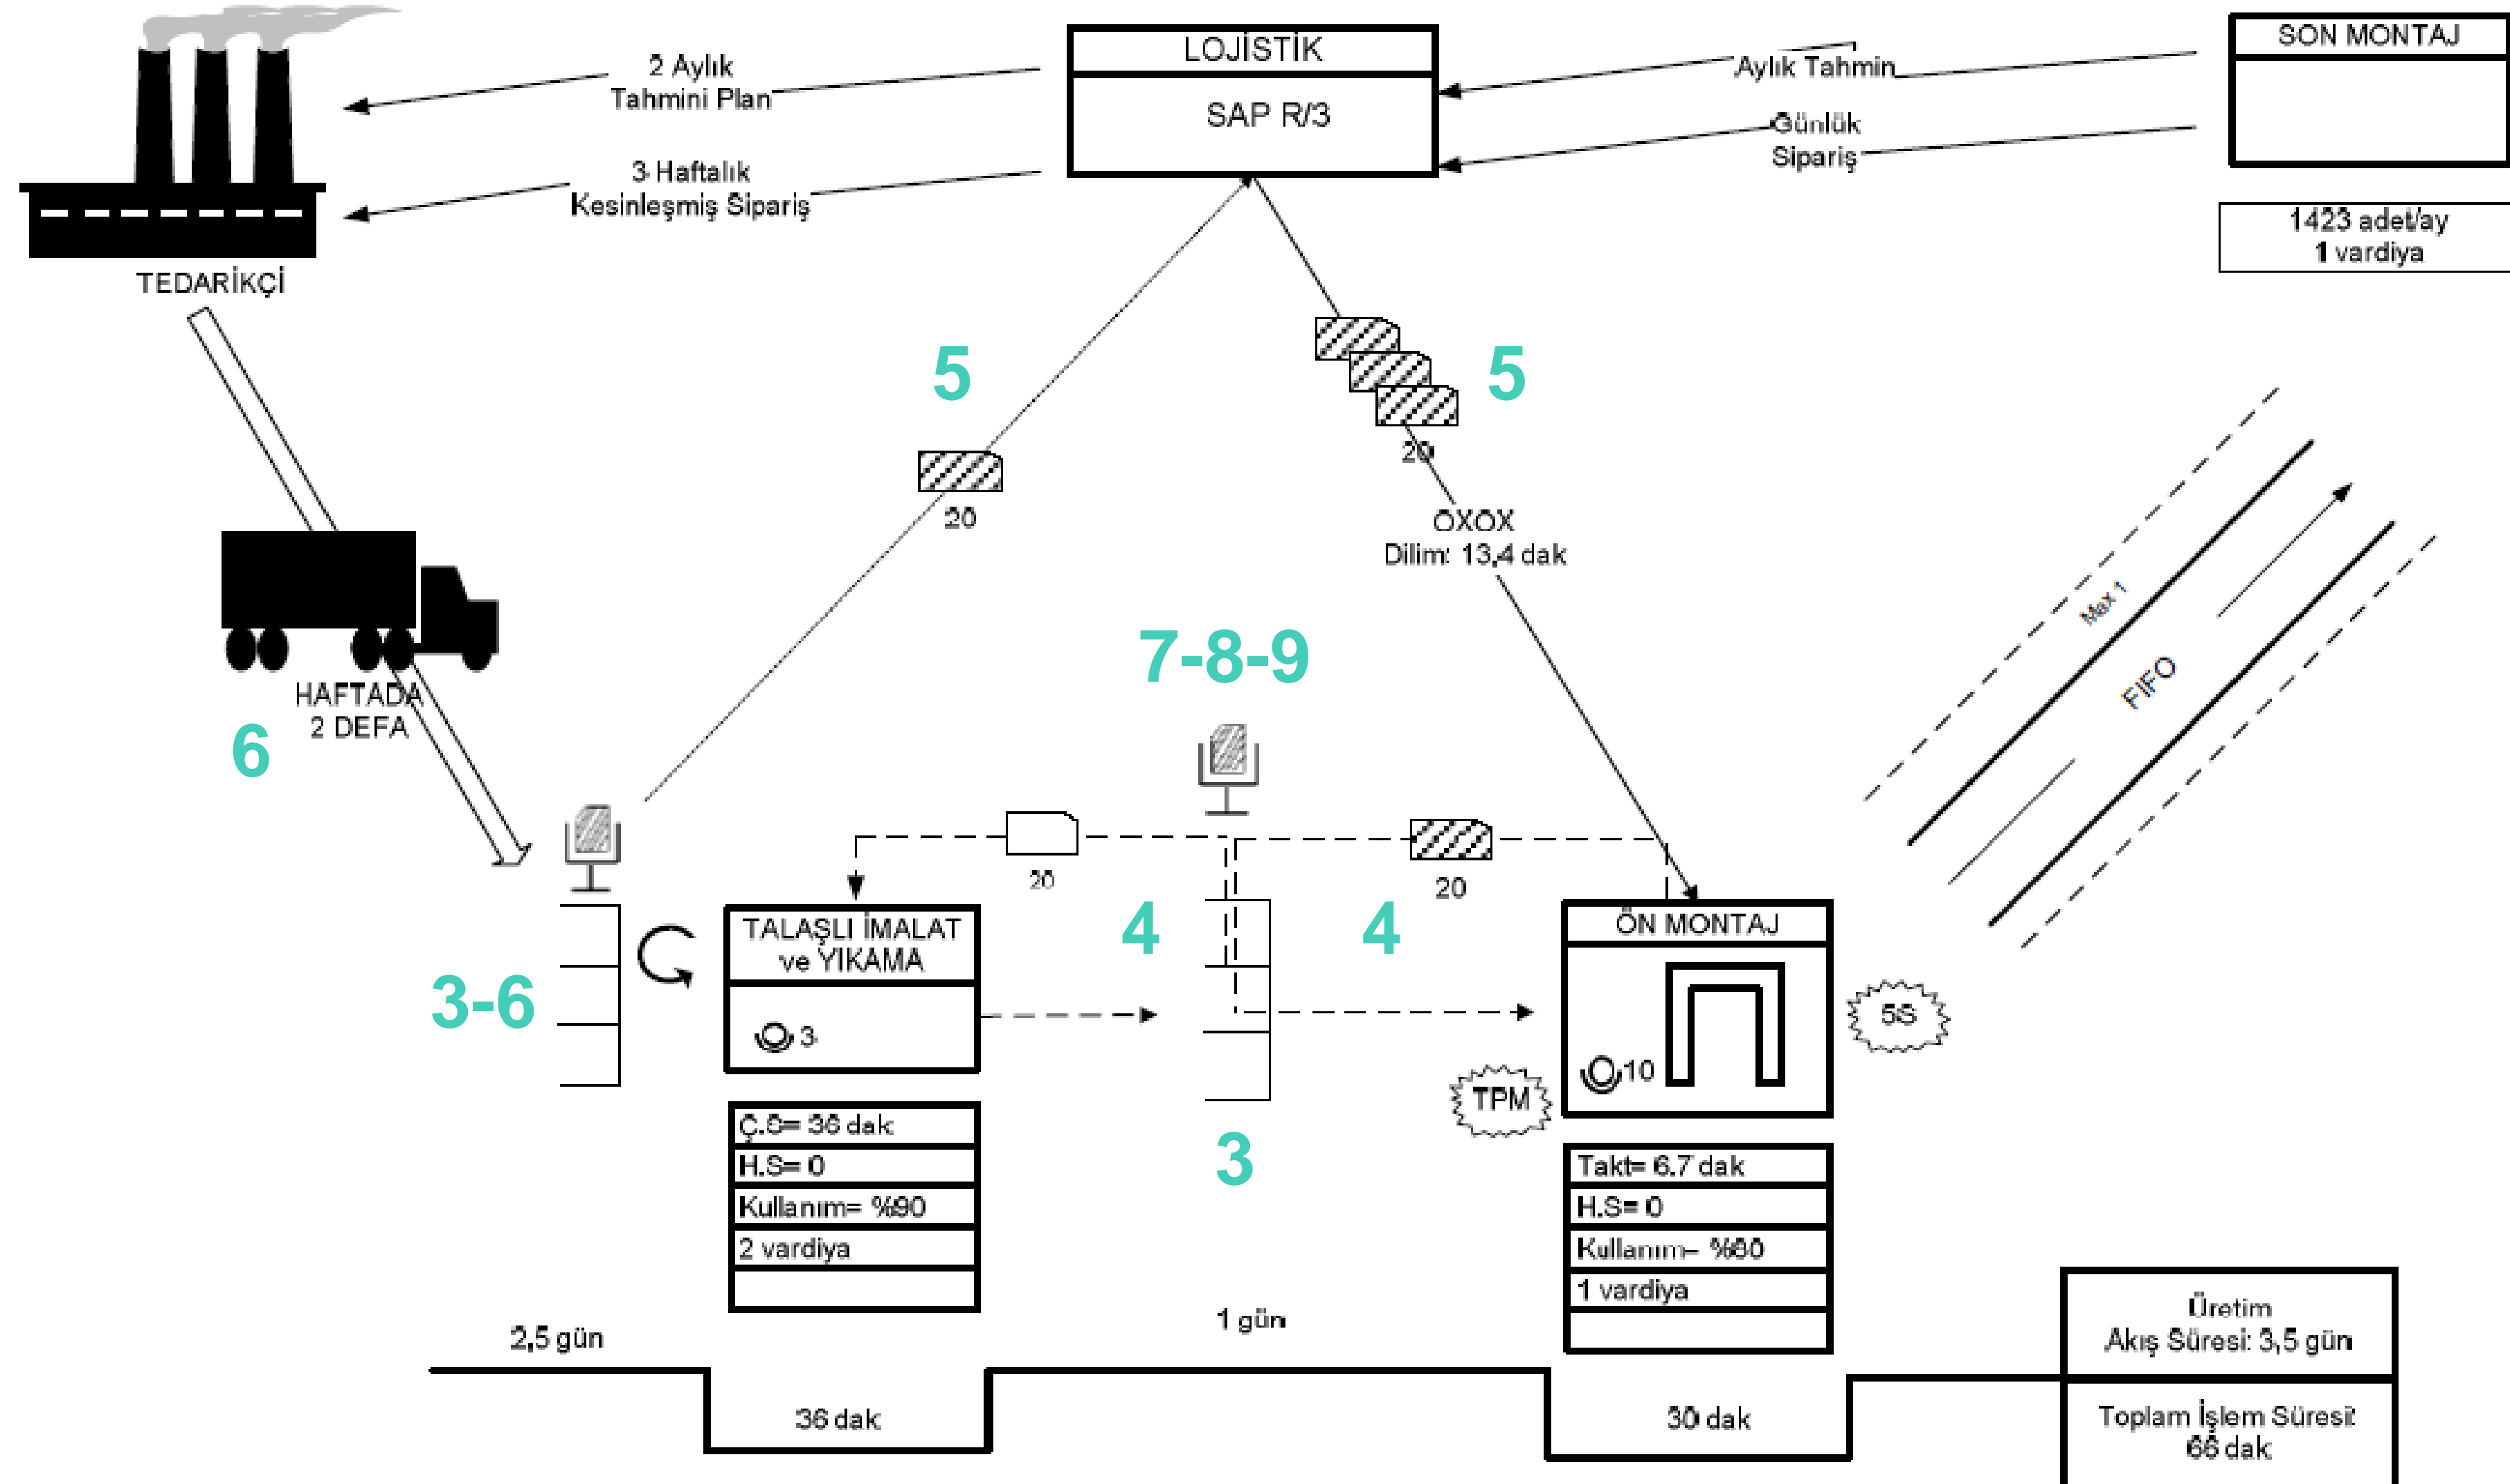 LOJİSTİK
SAP R/3
SON MONTAJ
2 Aylık
Tahmini Plan
3 Haftalık
Kesinleşmiş Sipariş
Aylık Tahmin
Günlük
Sipariş
1423 adet/ay
1 vardiya
TEDARİKÇİ
5
5
20
20
OXOX
Dilim: 13,4 dak
Max 1
FIFO
7-8-9
HAFTADA
2 DEFA
6
20
20
4
4
3-6
TALAŞLI İMALAT
ve YIKAMA
3
ÖN MONTAJ
10
5S
TPM
3
Ç.S= 36 dak
H.S= 0
Kullanım= %90
2 vardiya
Takt= 6.7 dak
H.S= 0
Kullanım=
1 vardiya
2,5 gün
1 gün
36 dak
30 dak
Üretim
Akış Süresi: 3,5 gün
Toplam İşlem Süresi:
66 dak